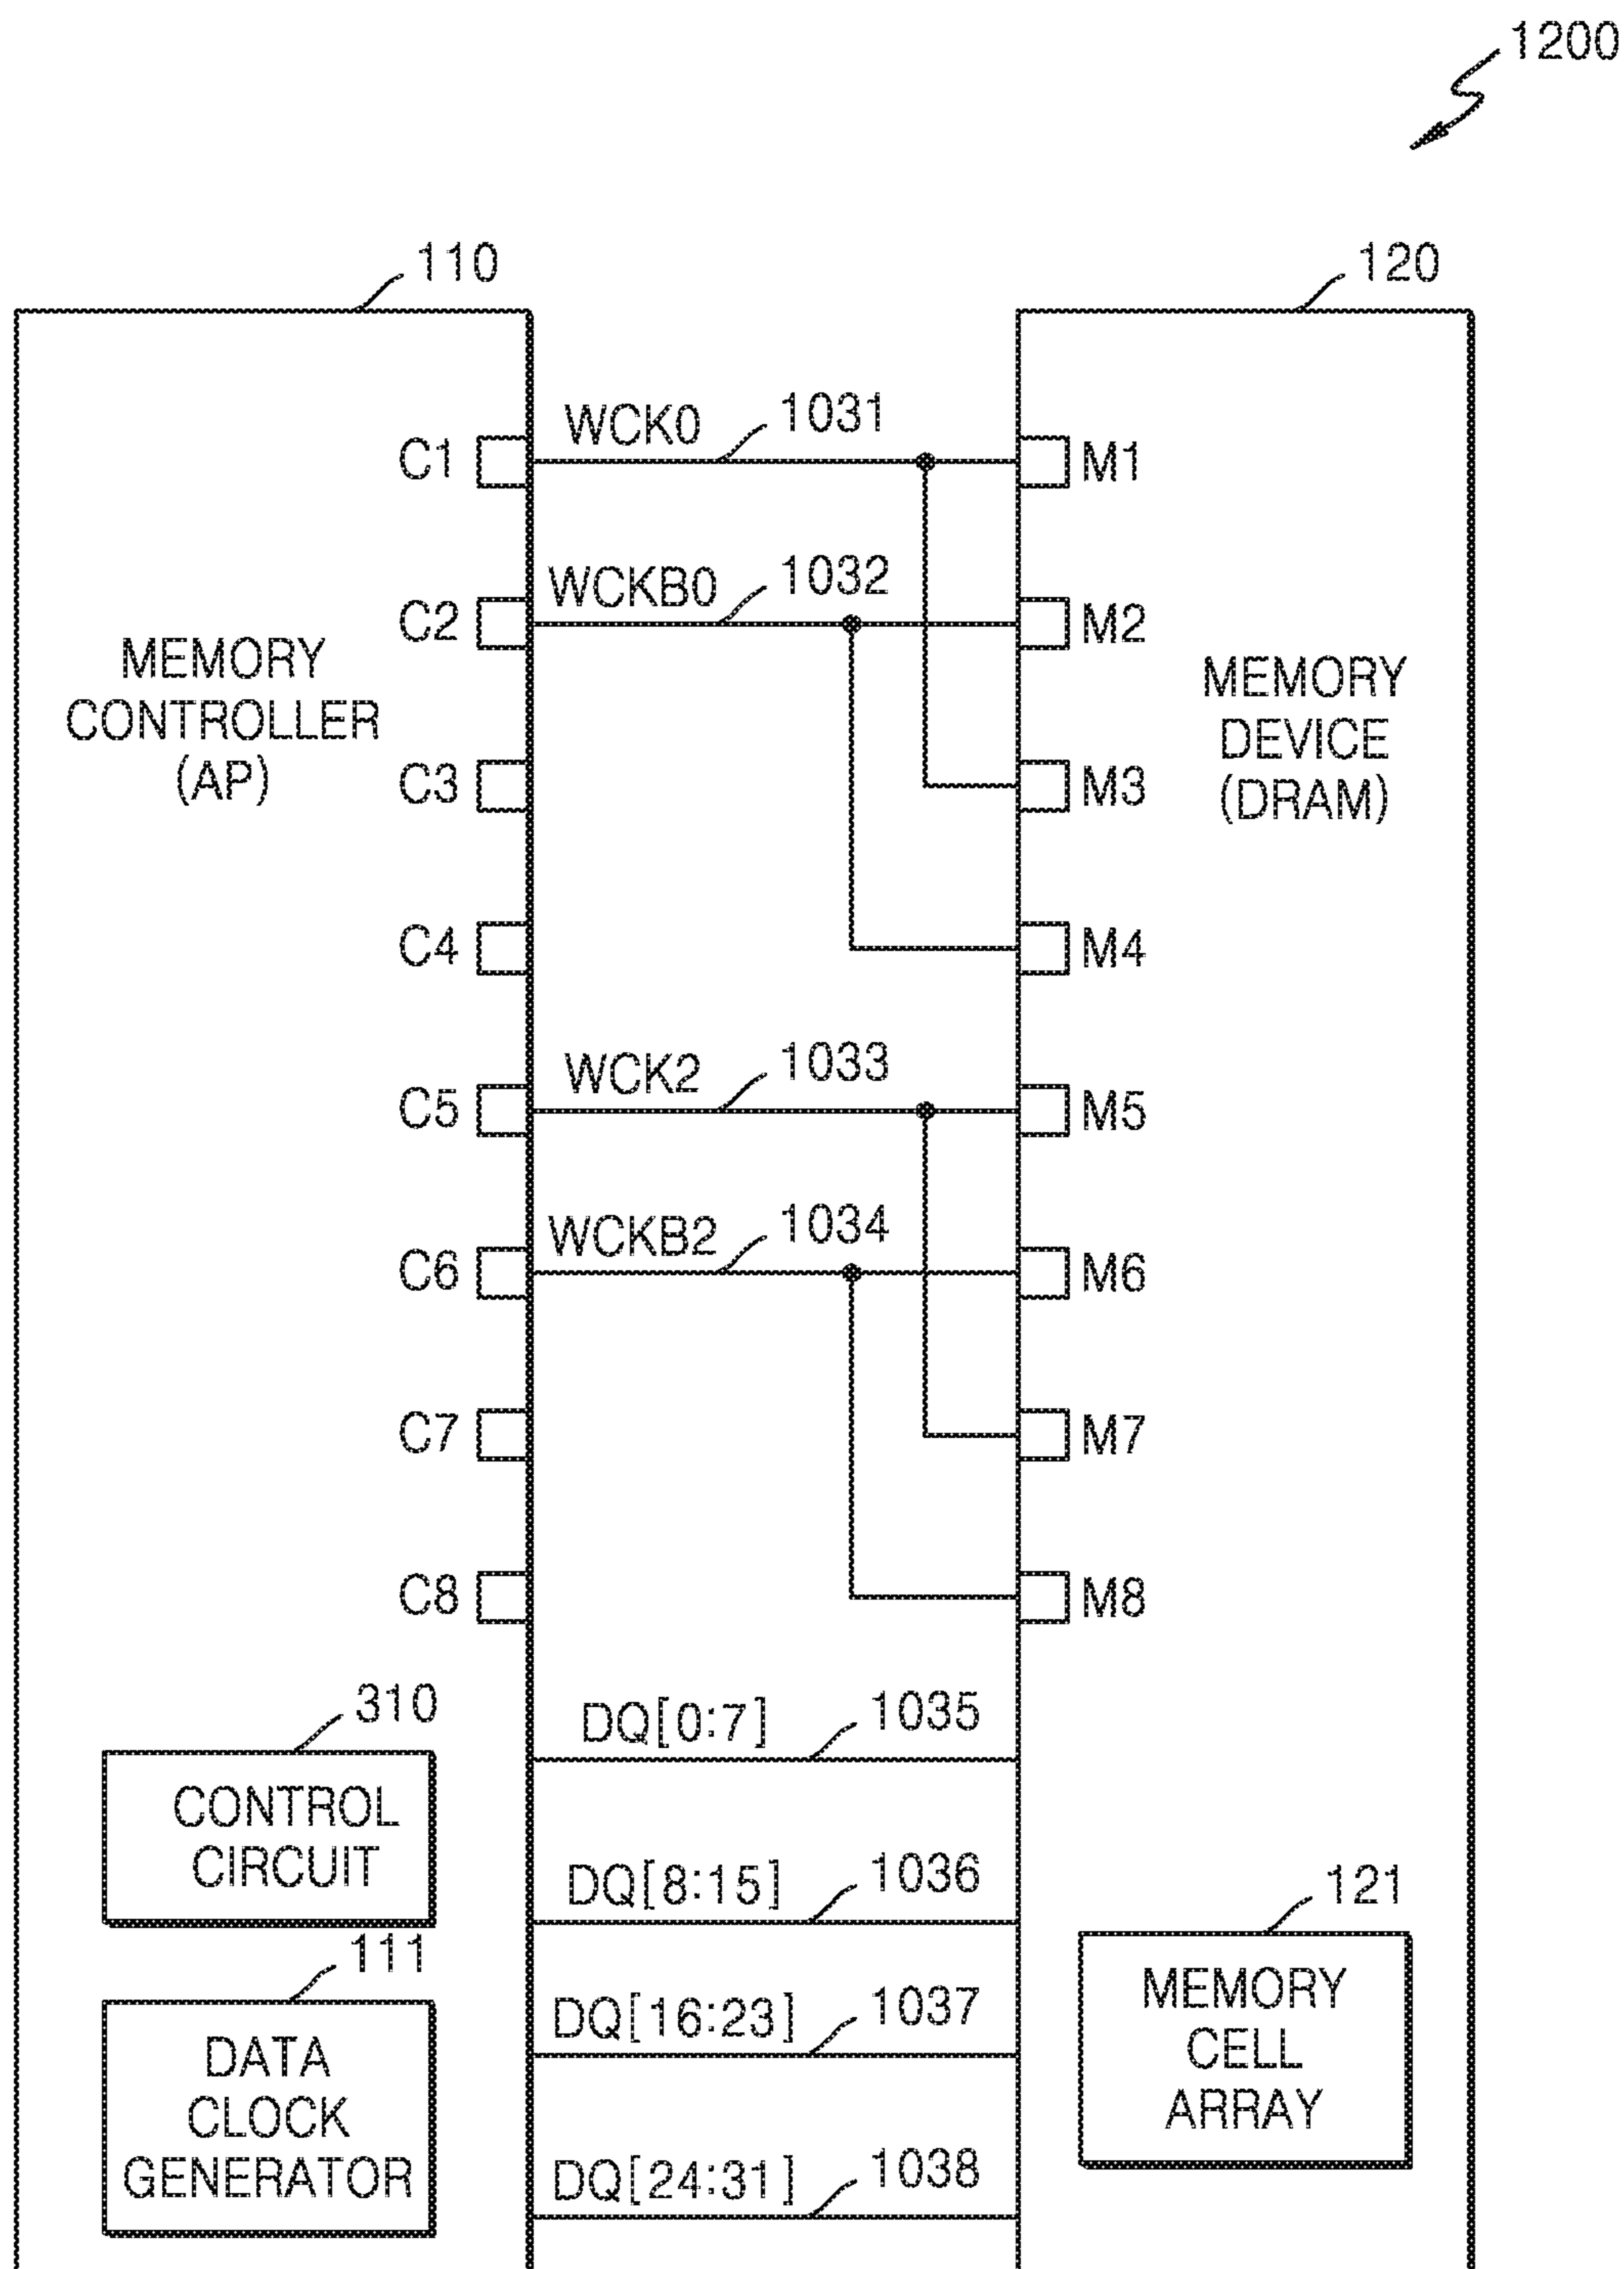 1200
110
120
WCK0
1031
C1
M1
WCKB0
1032
C2
M2
MEMORY
CONTROLLER
(AP)
MEMORY
DEVICE
(DRAM)
C3
M3
C4
M4
WCK2
1033
C5
M5
WCKB2
1034
C6
M6
C7
M7
C8
M8
310
CONTROL
CIRCUIT
DQ[0:7]
1035
DQ[8:15]
1036
111
DATA
CLOCK
GENERATOR
DQ[16:23]
1037
DQ[24:31]
1038
121
MEMORY
CELL
ARRAY